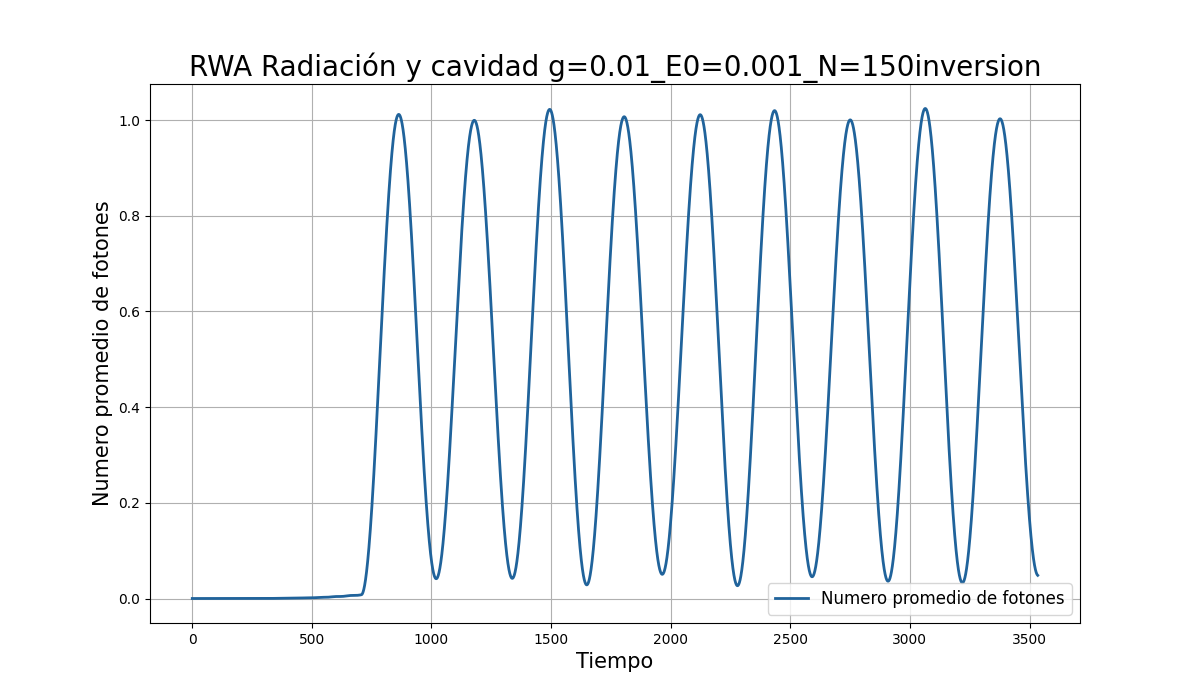 RWA Radiación y cavidad g=0.01_E0=0.001_N=150inversion
Numero promedio de fotones
1.0
0.8
0.6
0.4
0.2
0.0
Numero promedio de fotones
0 500 1000 1500 2000 2500 3000 3500
Tiempo